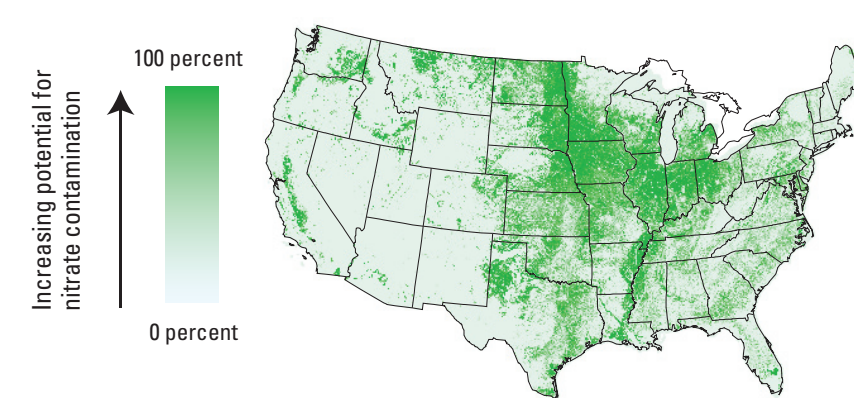 100 percent
Increasing potential for
nitrate contamination
0 percent